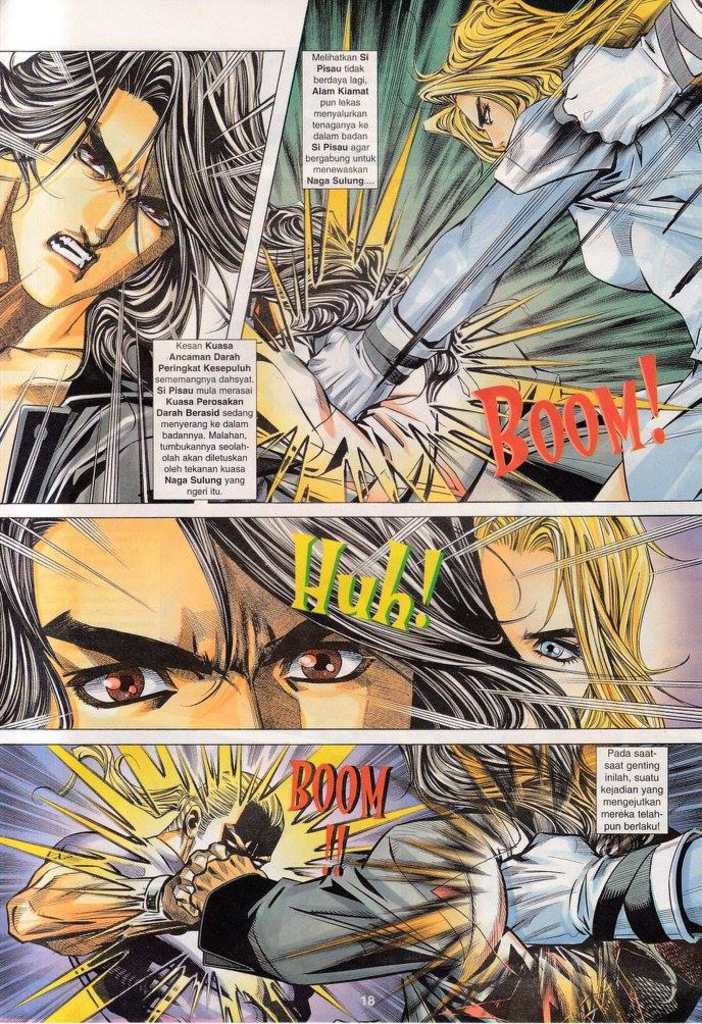 Kesan Kuasa
Ancaman Darah
Peringkat Kesepuluh
sememangnya dahsyat.
Si Pisau mula merasai
Kuasa Perosakan
Darah Berasid sedang
menyerang ke dalam
badannya. Malahan,
tumbukannya seolah-
olah akan diletuskan
oleh tekanan kuasa
Naga Sulung yang
ngeri itu.
Melihatkan Si
Pisau tidak
berdaya lagi,
Alam Kiamat
pun lekas
menyalurkan
tenaganya ke
dalam badan
Si Pisau agar
bergabung untuk
menewaskan
Naga Sulung....
BOOM!
Huh!
BOOM
!!
Pada saat-
saat genting
inilah, suatu
kejadian yang
mengejutkan
telah-
pun berlaku!
18